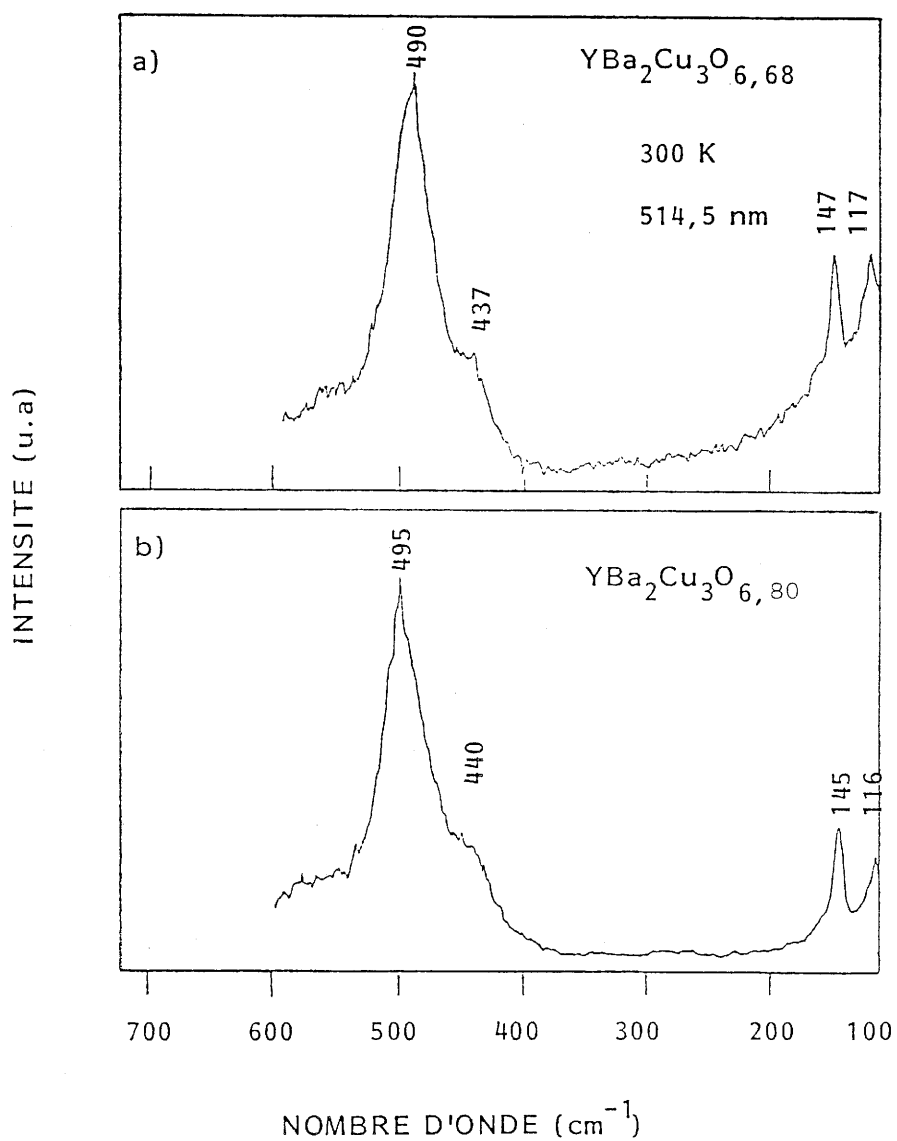 a)
YBa2Cu3O6,68
300 K
514,5 nm
490
437
147
117
b)
YBa2Cu3O6,80
495
440
145
116
700 600 500 400 300 200 100
NOMBRE D'ONDE (cm-1)
INTENSITE (u.a)